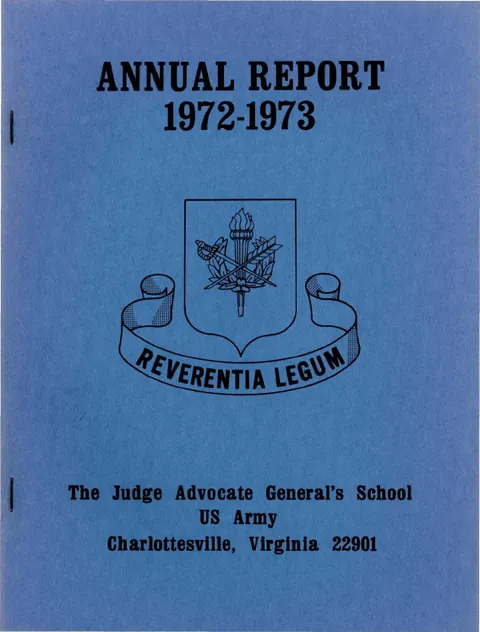 ANNUAL REPORT
1972-1973
REVERENTIA LEGUM
The Judge Advocate General's School
US Army
Charlottesville, Virginia 22901